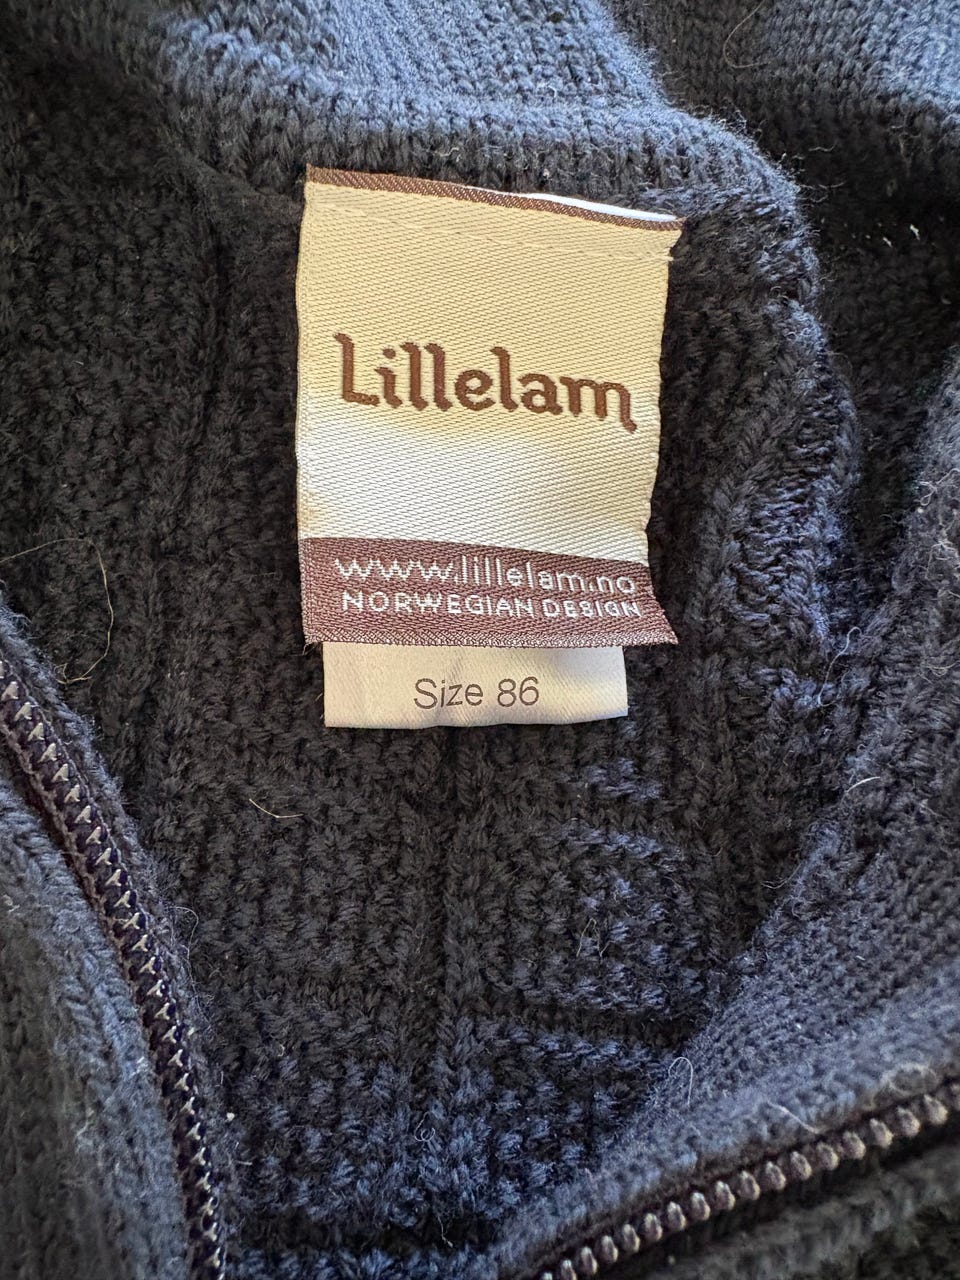 Lillelam
www.lillelam.no
NORWEGIAN DESIGN
Size 86